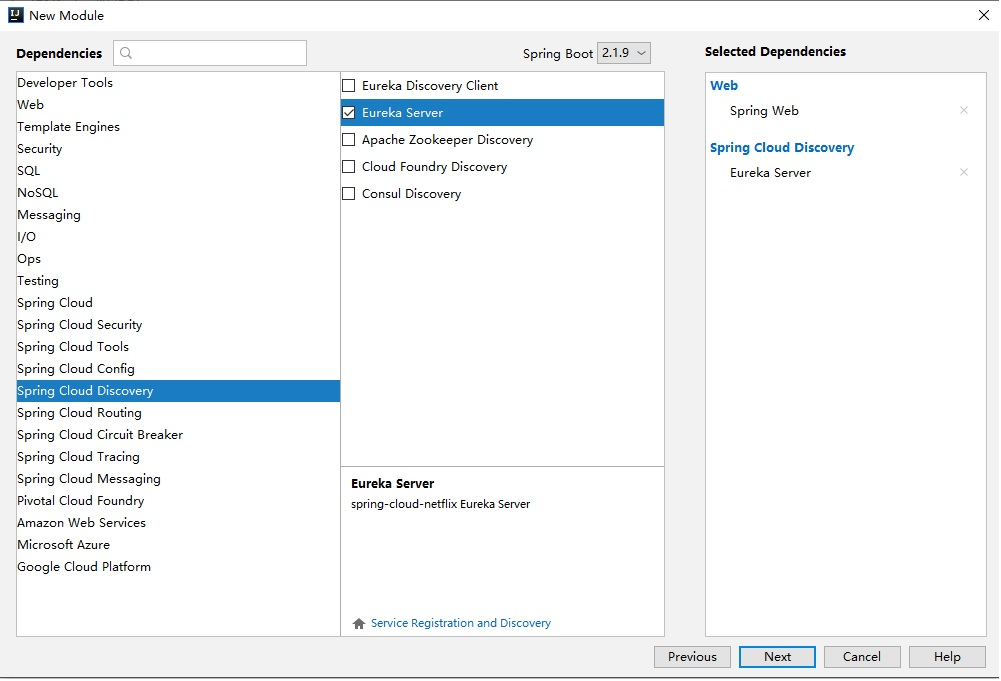 New Module
Dependencies
Spring Boot 2.1.9
Selected Dependencies
Developer Tools
Web
Template Engines
Security
SQL
NoSQL
Messaging
I/O
Ops
Testing
Spring Cloud
Spring Cloud Security
Spring Cloud Tools
Spring Cloud Config
Spring Cloud Discovery
Spring Cloud Routing
Spring Cloud Circuit Breaker
Spring Cloud Tracing
Spring Cloud Messaging
Pivotal Cloud Foundry
Amazon Web Services
Microsoft Azure
Google Cloud Platform
Eureka Discovery Client
Eureka Server
Apache Zookeeper Discovery
Cloud Foundry Discovery
Consul Discovery
Eureka Server
spring-cloud-netflix Eureka Server
Service Registration and Discovery
Web
Spring Web
Spring Cloud Discovery
Eureka Server
Previous
Next
Cancel
Help